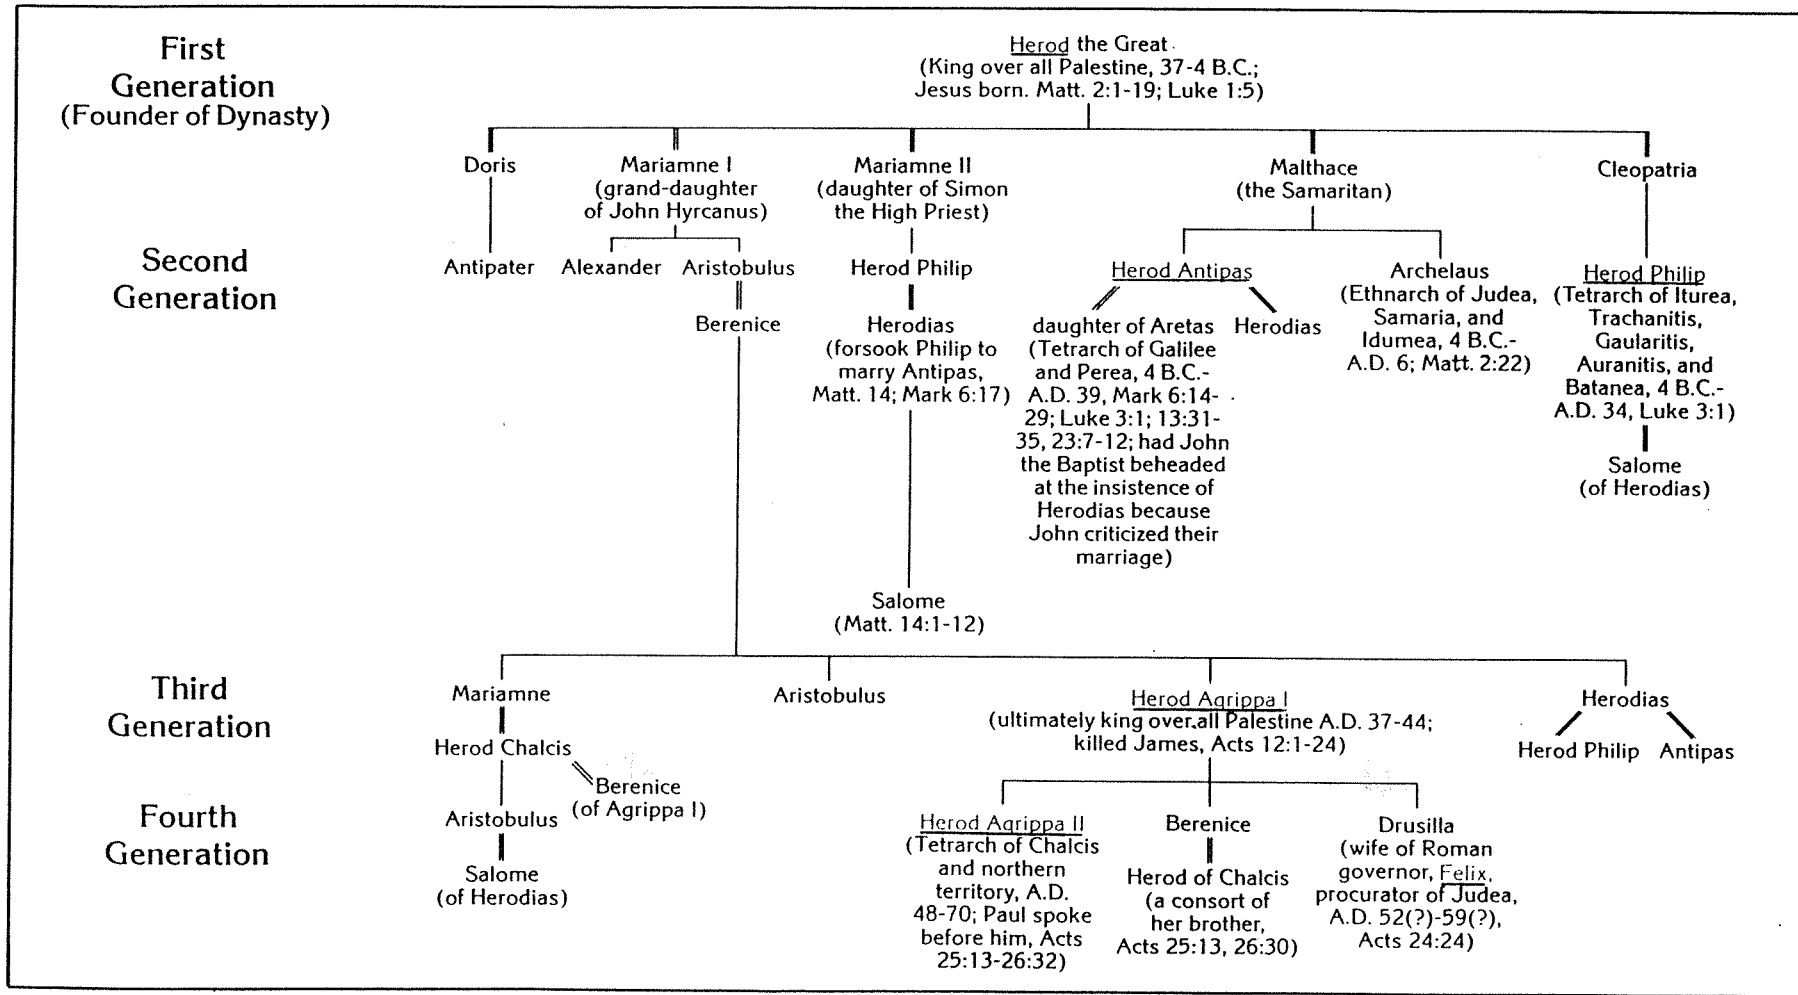 First
Generation
(Founder of Dynasty)
Herod the Great
(King over all Palestine, 37-4 B.C.;
Jesus born. Matt. 2:1-19; Luke 1:5)
Doris
Mariamne I
(grand-daughter
of John Hyrcanus)
Mariamne II
(daughter of Simon
the High Priest)
Malthace
(the Samaritan)
Cleopatria
Second
Generation
Antipater
Alexander
Aristobulus
Berenice
Herod Philip
Herodias
(forsook Philip to
marry Antipas,
Matt. 14; Mark 6:17)
Herod Antipas
daughter of Aretas
(Tetrarch of Galilee
and Perea, 4 B.C.-
A.D. 39, Mark 6:14-
29; Luke 3:1; 13:31-
35, 23:7-12; had John
the Baptist beheaded
at the insistence of
Herodias because
John criticized their
marriage)
Herodias
Archelaus
(Ethnarch of Judea,
Samaria, and
Idumea, 4 B.C.-
A.D. 6; Matt. 2:22)
Herod Philip
(Tetrarch of Iturea,
Trachanitis,
Gaularitis,
Auranitis, and
Batanea, 4 B.C.-
A.D. 34, Luke 3:1)
Salome
(of Herodias)
Salome
(Matt. 14:1-12)
Third
Generation
Mariamne
Herod Chalcis
Berenice
(of Agrippa I)
Aristobulus
Herod Agrippa I
(ultimately king over all Palestine A.D. 37-44;
killed James, Acts 12:1-24)
Herodias
Herod Philip
Antipas
Fourth
Generation
Aristobulus
Salome
(of Herodias)
Herod Agrippa II
(Tetrarch of Chalcis
and northern
territory, A.D.
48-70; Paul spoke
before him, Acts
25:13-26:32)
Berenice
Herod of Chalcis
(a consort of
her brother,
Acts 25:13, 26:30)
Drusilla
(wife of Roman
governor, Felix,
procurator of Judea,
A.D. 52(?)-59(?),
Acts 24:24)